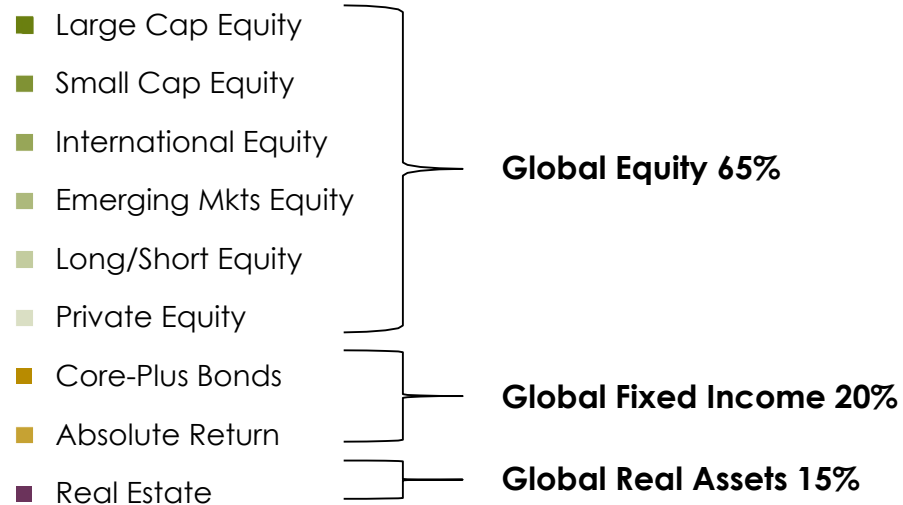 Large Cap Equity
Small Cap Equity
International Equity
Emerging Mkts Equity
Long/Short Equity
Private Equity
Core-Plus Bonds
Absolute Return
Real Estate
Global Equity 65%
Global Fixed Income 20%
Global Real Assets 15%